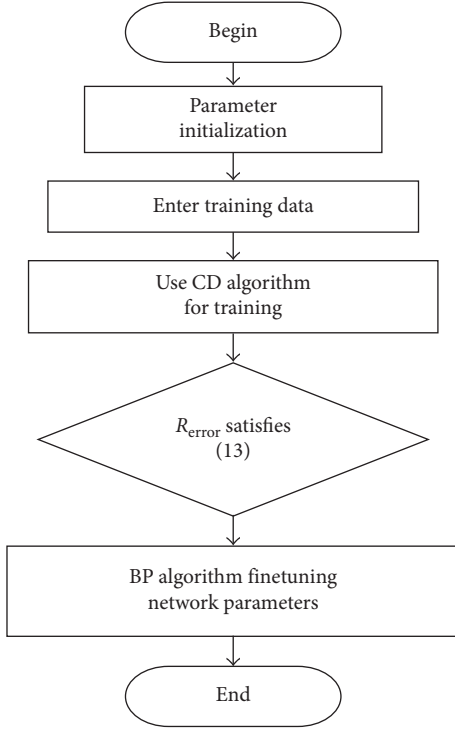 Begin
Parameter
initialization
Enter training data
Use CD algorithm
for training
R_error satisfies
(13)
BP algorithm finetuning
network parameters
End